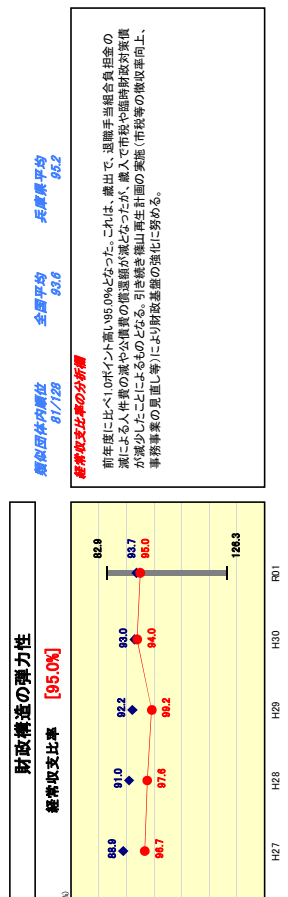 財政構造の弾力性
経常収支比率 [95.0%]
類似団体内順位
81/128
全国平均
93.6
兵庫県平均
95.2
経常収支比率の分析欄
前年度に比べ1.0ポイント高い95.0%となった。これは、歳出で、退職手当組合負担金の
減による人件費の減や公債費の償還額が減となったが、歳入で市税や臨時財政対策債
が減少したことによるものとなる。引き続き篠山再生計画の実施（市税等の徴収率向上、
事務事業の見直し等）により財政基盤の強化に努める。
%)
82.9
88.9
91.0
92.2
93.0
93.7
96.7
97.6
99.2
94.0
95.0
126.3
H27
H28
H29
H30
R01